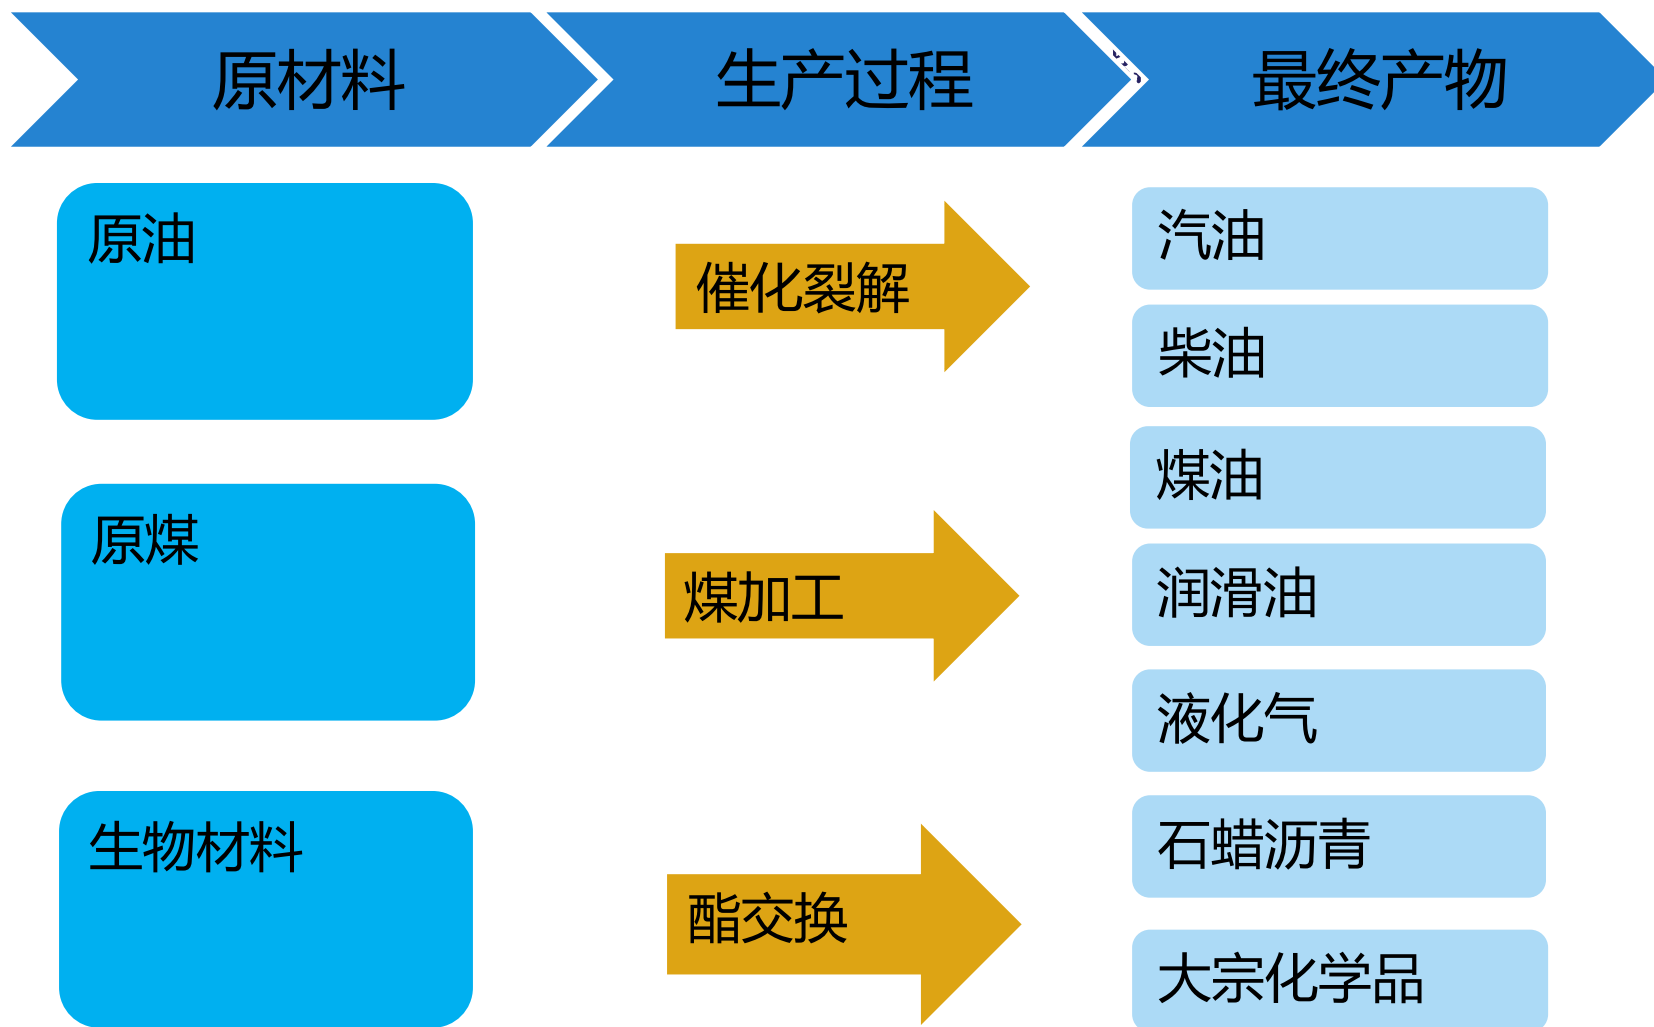 原材料
生产过程
最终产物
原油
催化裂解
汽油
柴油
煤油
原煤
煤加工
润滑油
液化气
生物材料
酯交换
石蜡沥青
大宗化学品